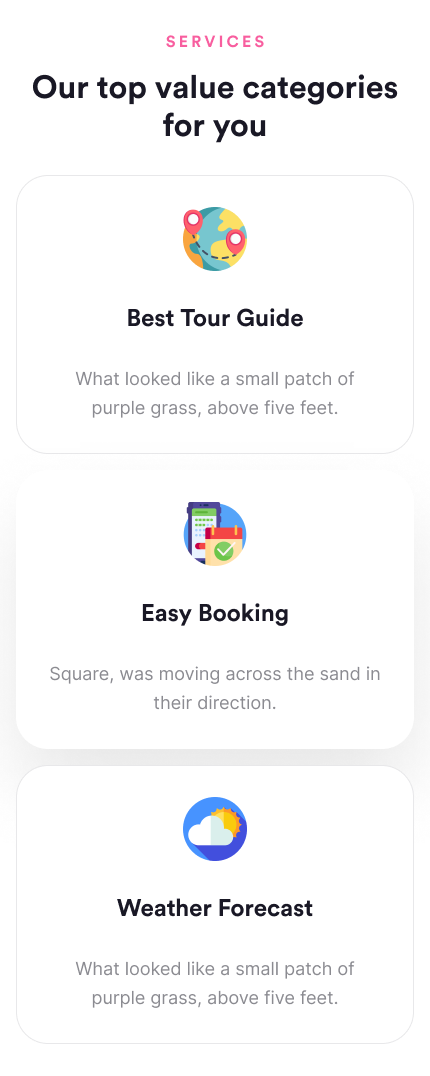 SERVICES
Our top value categories
for you
Best Tour Guide
What looked like a small patch of
purple grass, above five feet.
Easy Booking
Square, was moving across the sand in
their direction.
Weather Forecast
What looked like a small patch of
purple grass, above five feet.